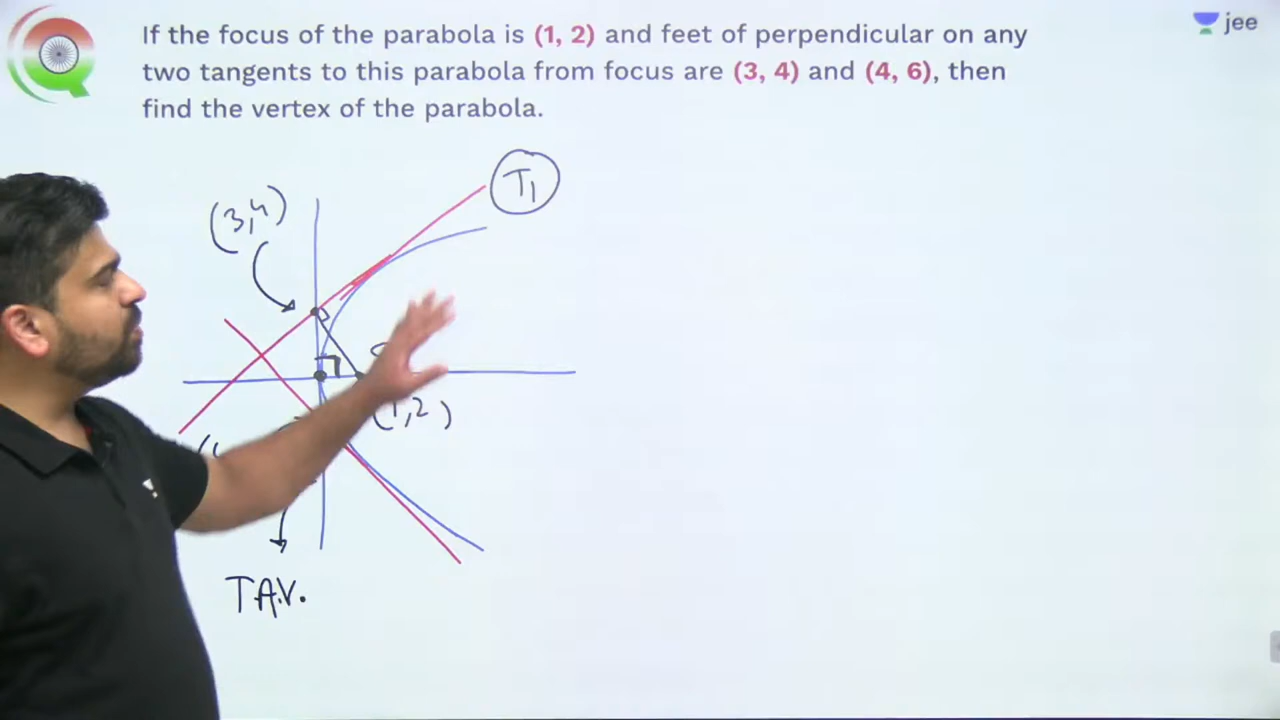 If the focus of the parabola is (1, 2) and feet of perpendicular on any
two tangents to this parabola from focus are (3, 4) and (4, 6), then
find the vertex of the parabola.
jee
T1
(3,4)
(1,2)
T.A.V.